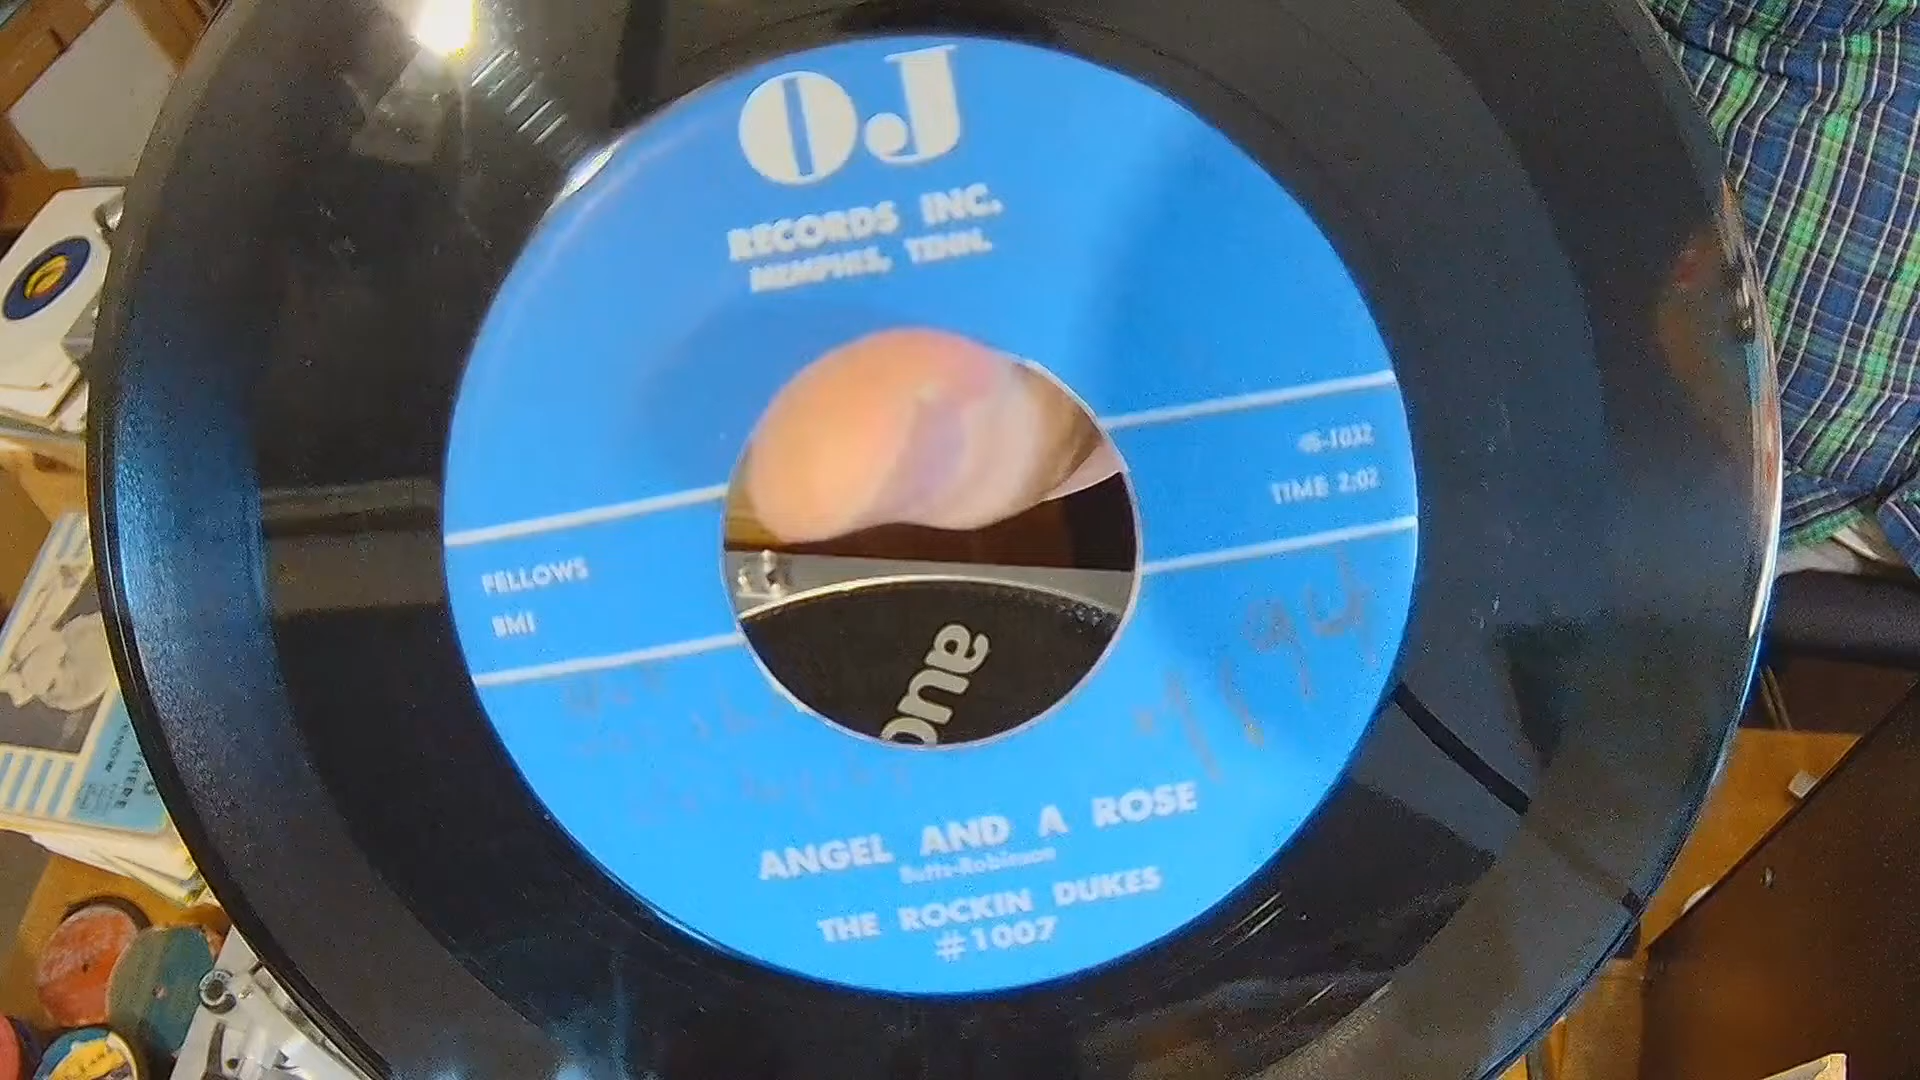 OJ
RECORDS INC.
MEMPHIS, TENN.
45-1032
TIME 2:02
FELLOWS
BMI
ANGEL AND A ROSE
Butts-Robinson
THE ROCKIN DUKES
#1007